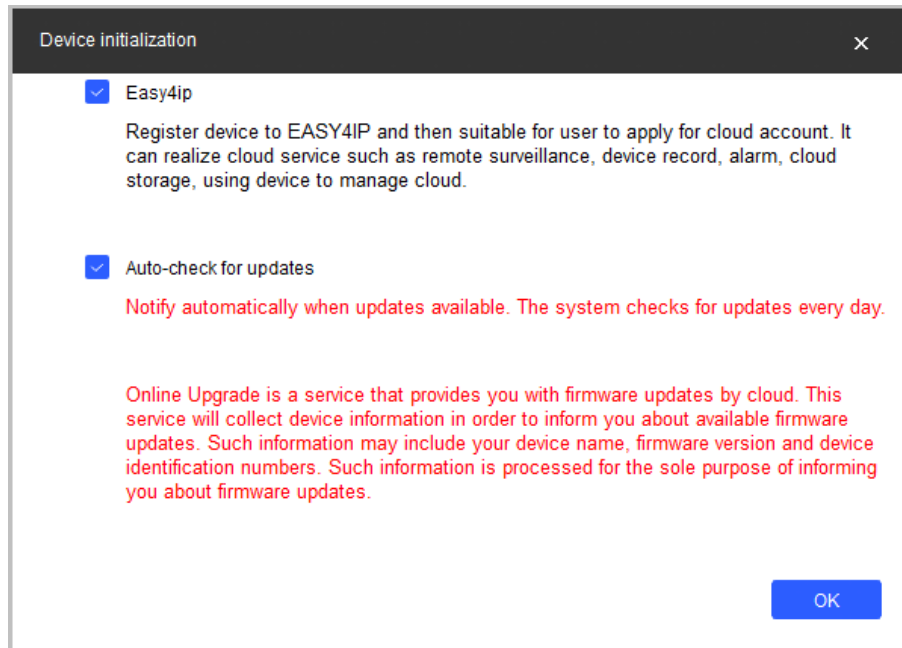 Device initialization
Easy4ip
Register device to EASY4IP and then suitable for user to apply for cloud account. It
can realize cloud service such as remote surveillance, device record, alarm, cloud
storage, using device to manage cloud.
Auto-check for updates
Notify automatically when updates available. The system checks for updates every day.
Online Upgrade is a service that provides you with firmware updates by cloud. This
service will collect device information in order to inform you about available firmware
updates. Such information may include your device name, firmware version and device
identification numbers. Such information is processed for the sole purpose of informing
you about firmware updates.
OK